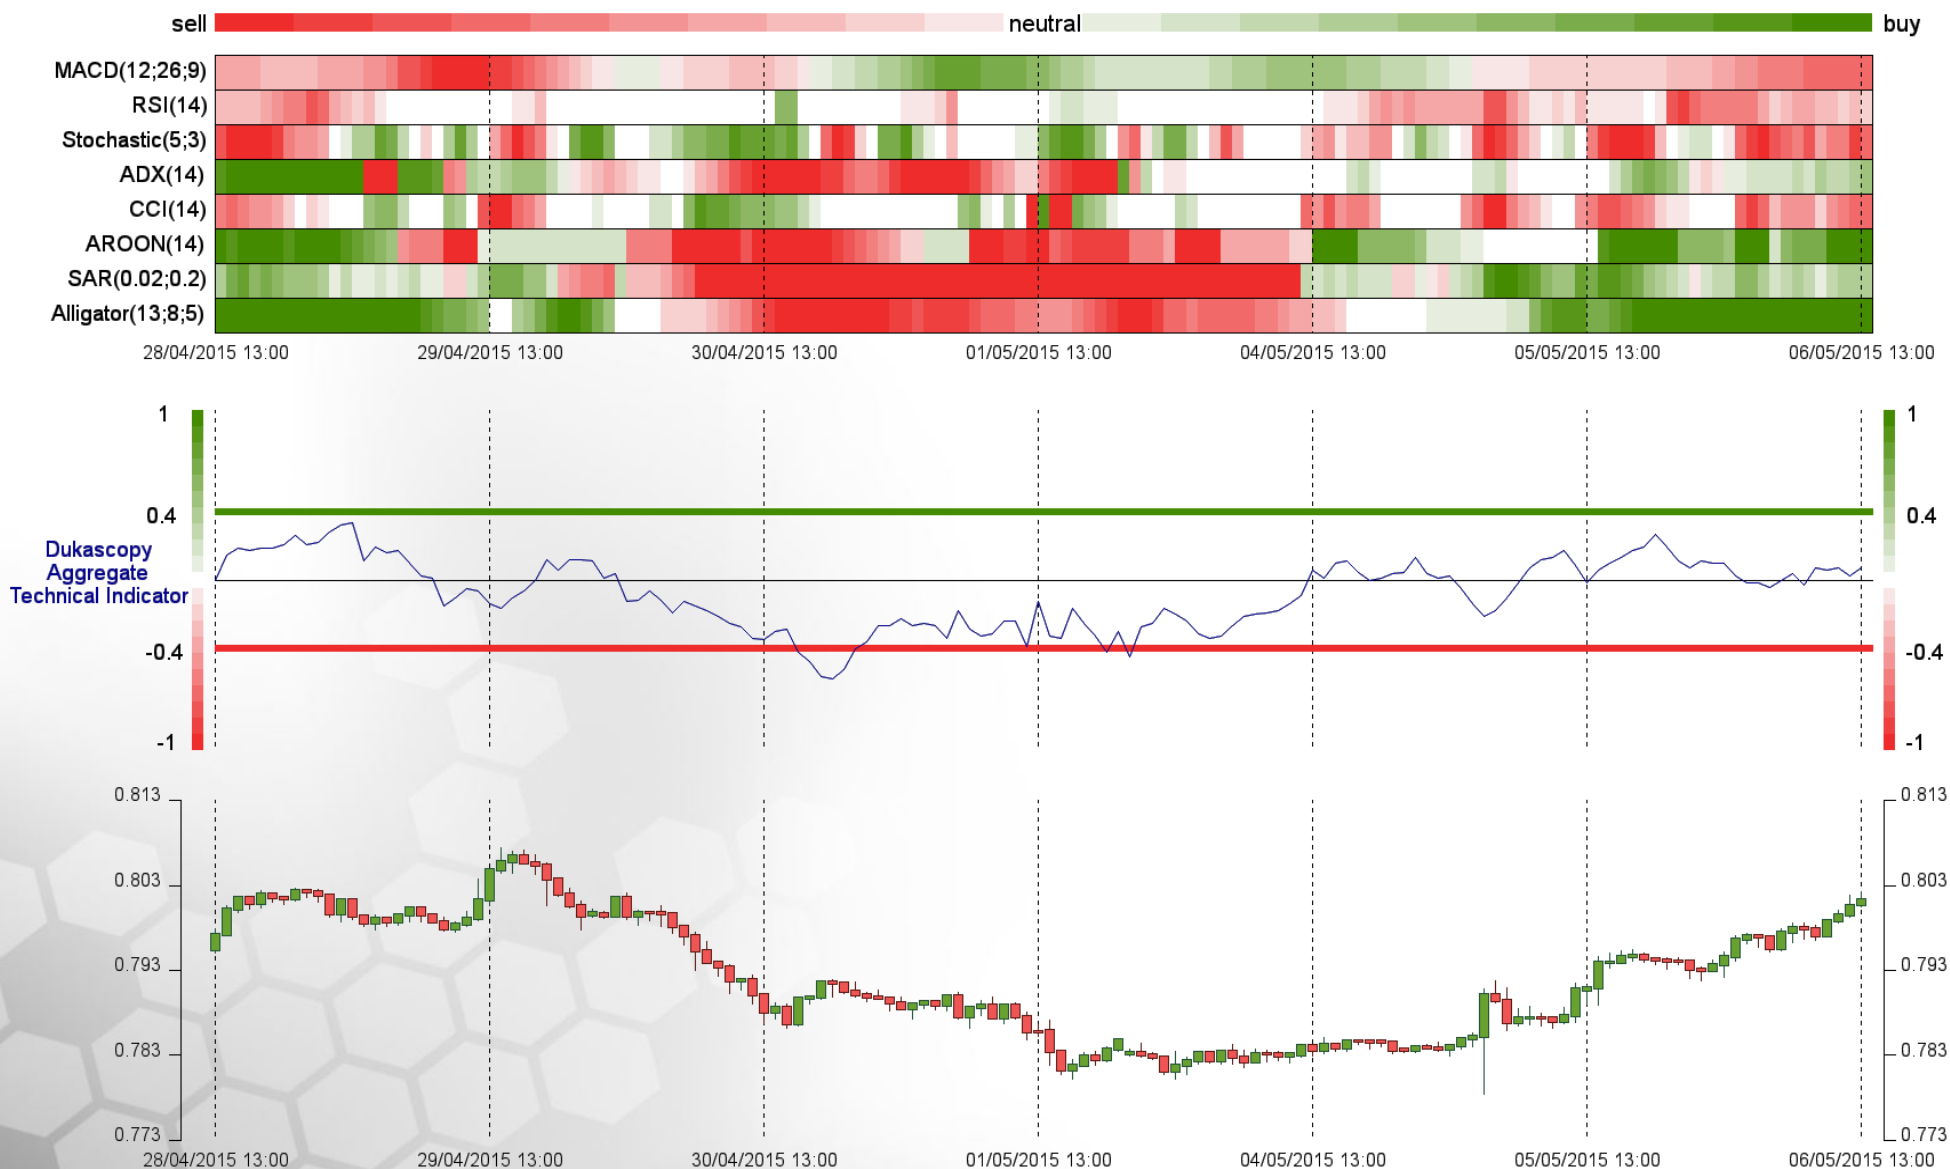 sell neutral buy
MACD(12;26;9)
RSI(14)
Stochastic(5;3)
ADX(14)
CCI(14)
AROON(14)
SAR(0.02;0.2)
Alligator(13;8;5)
28/04/2015 13:00 29/04/2015 13:00 30/04/2015 13:00 01/05/2015 13:00 04/05/2015 13:00 05/05/2015 13:00 06/05/2015 13:00
1 1
0.4 0.4
Dukascopy
Aggregate
Technical Indicator
-0.4 -0.4
-1 -1
0.813 0.813
0.803 0.803
0.793 0.793
0.783 0.783
0.773 0.773
28/04/2015 13:00 29/04/2015 13:00 30/04/2015 13:00 01/05/2015 13:00 04/05/2015 13:00 05/05/2015 13:00 06/05/2015 13:00